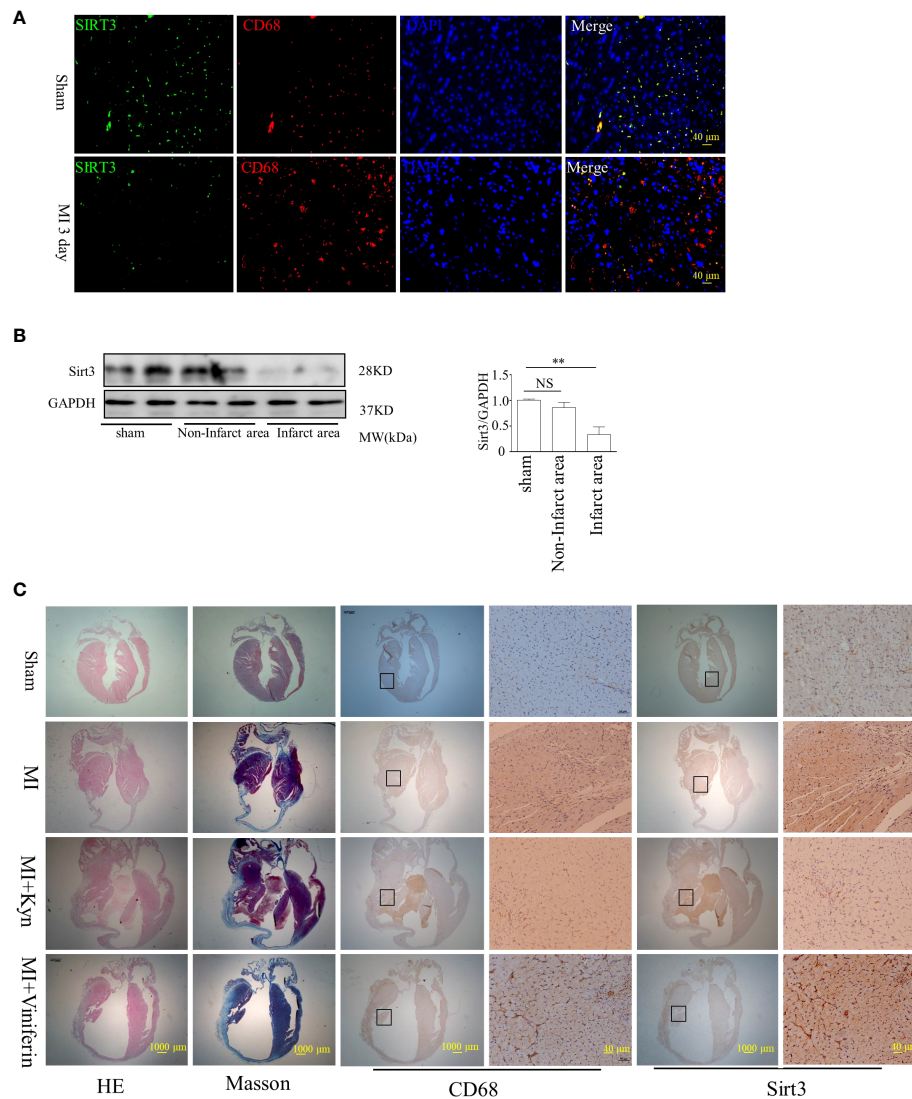 A
SIRT3 CD68 DAPI Merge
Sham
40 μm
SIRT3 CD68 DAPI Merge
MI 3 day
40 μm
B
Sirt3 28KD
GAPDH 37KD
sham Non-Infarct area Infarct area MW(kDa)
**
NS
1.5
1.0
0.5
0
Sirt3/GAPDH
sham
Non-Infarct area
Infarct area
C
Sham
MI
MI+Kyn
MI+Viniferin
1000 μm 1000 μm 1000 μm 40 μm 1000 μm 40 μm
HE Masson CD68 Sirt3